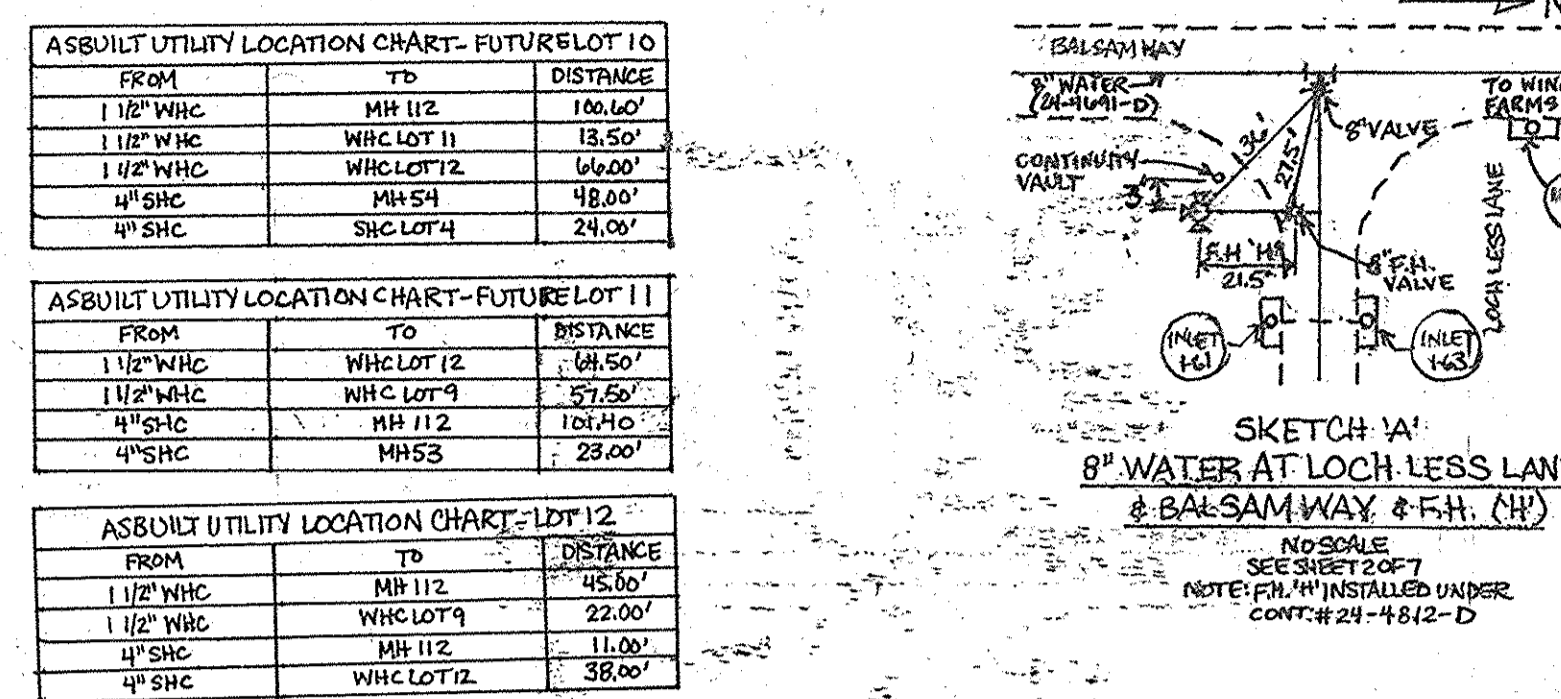 ASBUILT UTILITY LOCATION CHART- FUTURE LOT 10
FROM TO DISTANCE
1 1/2" WHC MH 112 100.60'
1 1/2" WHC WHC LOT 11 13.50'
1 1/2" WHC WHC LOT 12 66.00'
4" SHC MH 54 48.00'
4" SHC SHC LOT 4 24.00'
ASBUILT UTILITY LOCATION CHART- FUTURE LOT 11
FROM TO DISTANCE
1 1/2" WHC WHC LOT 12 64.50'
1 1/2" WHC WHC LOT 9 57.50'
4" SHC MH 112 101.40
4" SHC MH 53 23.00'
ASBUILT UTILITY LOCATION CHART- LOT 12
FROM TO DISTANCE
1 1/2" WHC MH 112 45.00'
1 1/2" WHC WHC LOT 9 22.00'
4" SHC MH 112 11.00'
4" SHC WHC LOT 12 38.00'
BALSAM WAY
8" WATER
(24-4691-D)
8" VALVE
TO WIN
FARMS
CONTINUITY
VAULT
3'
136'
27.5'
F.H 'H'
21.5'
8" F.H.
VALVE
LOCH LESS LANE
INLET
I-61
INLET
I-63
SKETCH 'A'
8" WATER AT LOCH LESS LAN
& BALSAM WAY & F.H. ('H')
NO SCALE
SEE SHEET 2 OF 7
NOTE: F.H. 'H' INSTALLED UNDER
CONT.# 24-4812-D